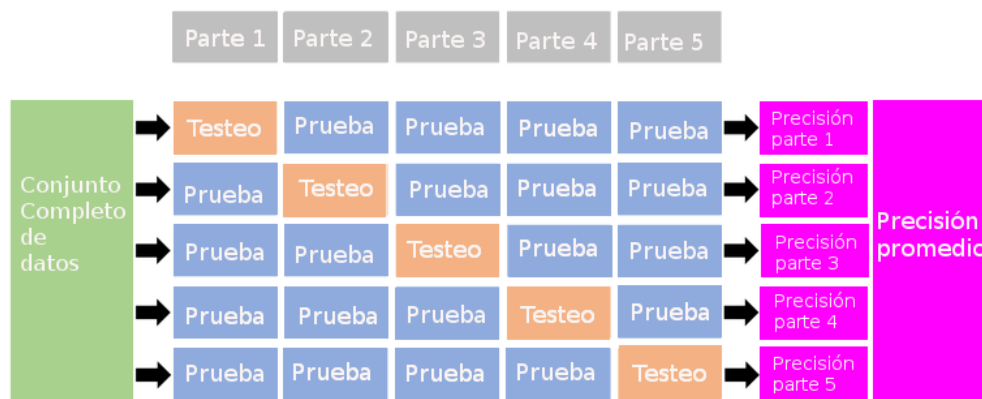 Parte 1 Parte 2 Parte 3 Parte 4 Parte 5
Conjunto
Completo
de
datos
Testeo Prueba Prueba Prueba Prueba
Precisión
parte 1
Prueba Testeo Prueba Prueba Prueba
Precisión
parte 2
Prueba Prueba Testeo Prueba Prueba
Precisión
parte 3
Prueba Prueba Prueba Testeo Prueba
Precisión
parte 4
Prueba Prueba Prueba Prueba Testeo
Precisión
parte 5
Precisión
promedio